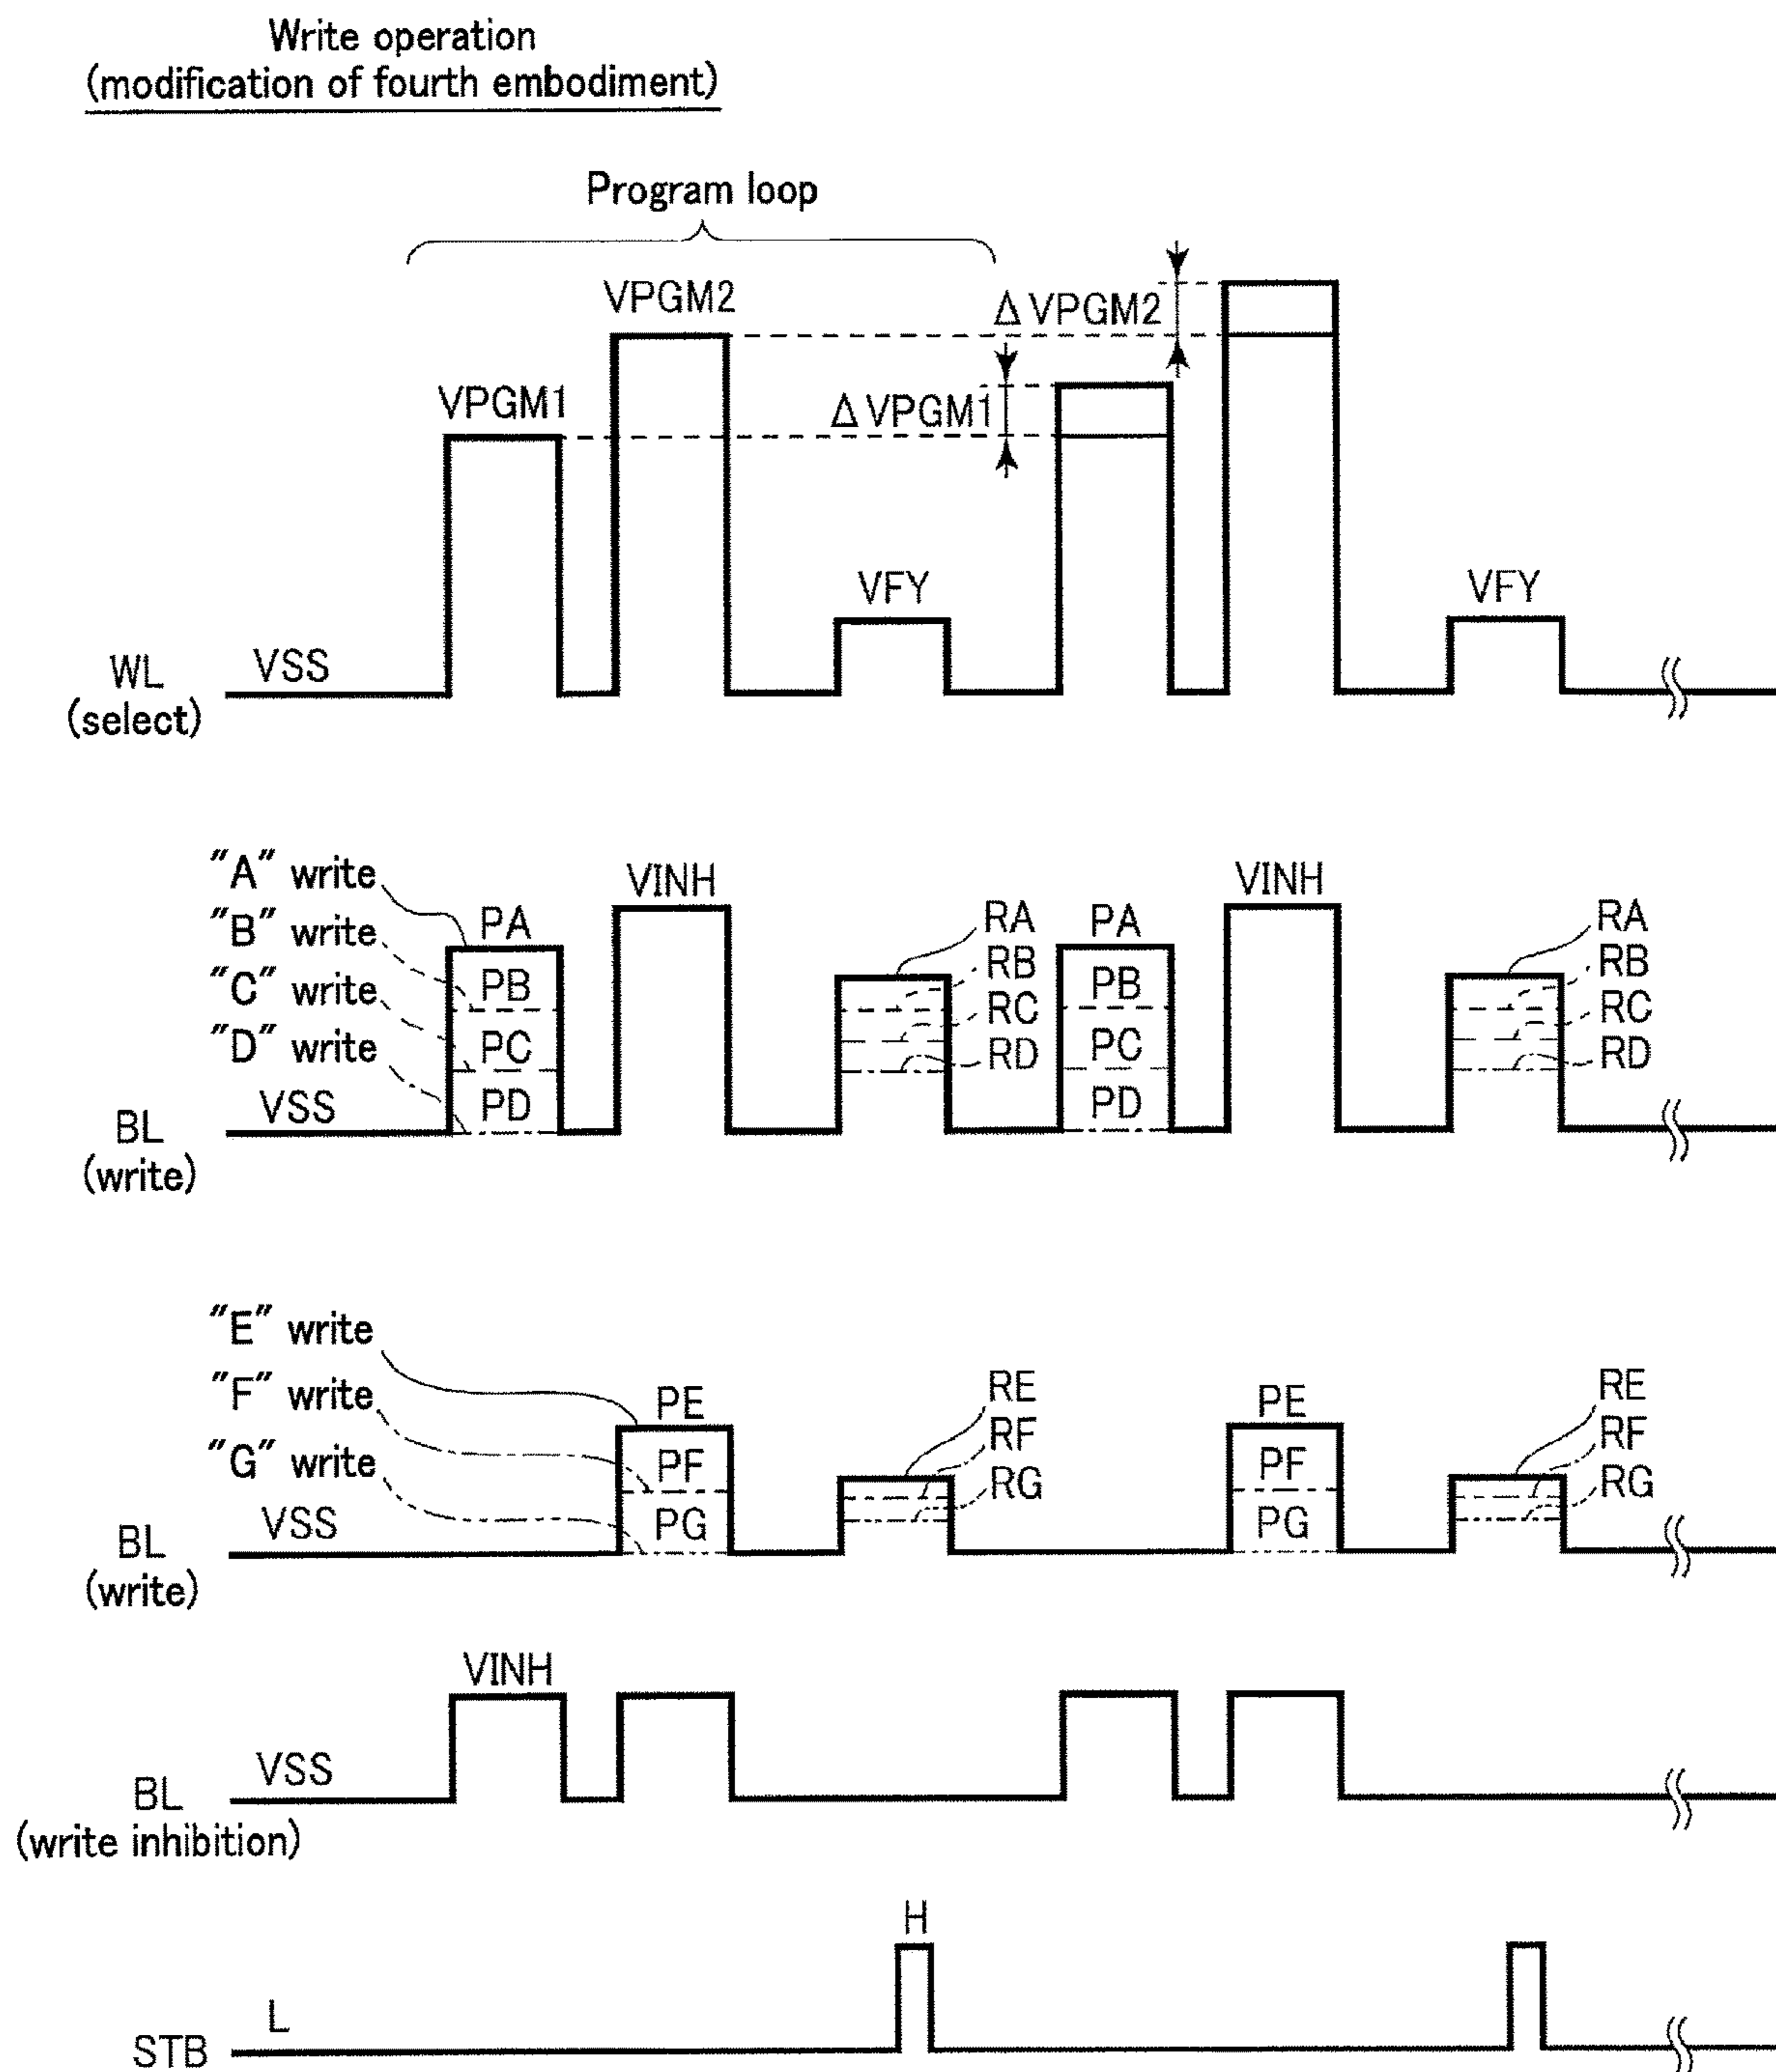 Write operation
(modification of fourth embodiment)
Program loop
VPGM2
ΔVPGM2
VPGM1
ΔVPGM1
VFY
VFY
WL
(select)
VSS
"A" write
"B" write
"C" write
"D" write
PA
PB
PC
PD
VINH
RA
RB
RC
RD
PA
PB
PC
PD
VINH
RA
RB
RC
RD
VSS
BL
(write)
"E" write
"F" write
"G" write
PE
PF
PG
RE
RF
RG
PE
PF
PG
RE
RF
RG
VSS
BL
(write)
VINH
VSS
BL
(write inhibition)
H
L
STB